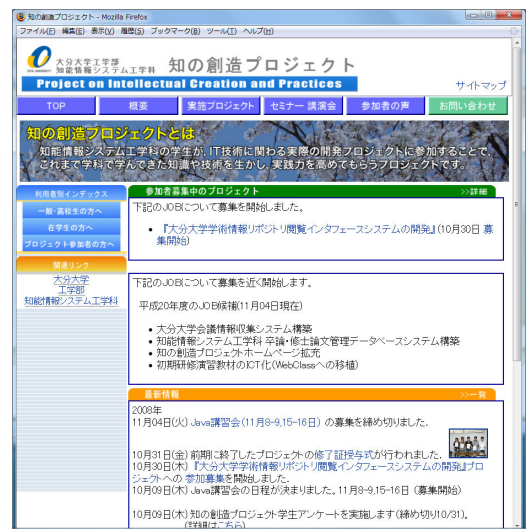 知の創造プロジェクト - Mozilla Firefox
ファイル(F) 編集(E) 表示(V) 履歴(S) ブックマーク(B) ツール(T) ヘルプ(H)
大分大学工学部
知能情報システム工学科
知の創造プロジェクト
Project on Intellectual Creation and Practices
サイトマップ
TOP 概要 実施プロジェクト セミナー 講演会 参加者の声 お問い合わせ
知の創造プロジェクトとは
知能情報システム工学科の学生が、IT技術に関わる実際の開発プロジェクトに参加することで、
これまで学科で学んできた知識や技術を生かし、実践力を高めてもらうプロジェクトです。
利用者別インデックス
一般・高校生の方へ
在学生の方へ
プロジェクト参加者の方へ
関連リンク
大分大学
工学部
知能情報システム工学科
参加者募集中のプロジェクト >>詳細
下記のJOBについて募集を開始しました。
• 『大分大学学術情報リポジトリ閲覧インタフェースシステムの開発』(10月30日 募
集開始)
下記のJOBについて募集を近く開始します。
平成20年度のJOB候補(11月04日現在)
• 大分大学会議情報収集システム構築
• 知能情報システム工学科 卒論・修士論文管理データベースシステム構築
• 知の創造プロジェクトホームページ拡充
• 初期研修演習教材のICT化(WebClassへの移植)
最新情報 >>一覧
2008年
11月04日(火) Java講習会(11月8-9,15-16日) の募集を締め切りました.
10月31日(金) 前期に終了したプロジェクトの修了証授与式が行われました.
10月30日(木) 『大分大学学術情報リポジトリ閲覧インタフェースシステムの開発』プロ
ジェクトへの 参加募集を開始しました.
10月09日(木) Java講習会の日程が決まりました。11月8-9,15-16日 (募集開始)
10月09日(木) 知の創造プロジェクト学生アンケートを実施します(締め切り10/31)。
(詳細はこちら)